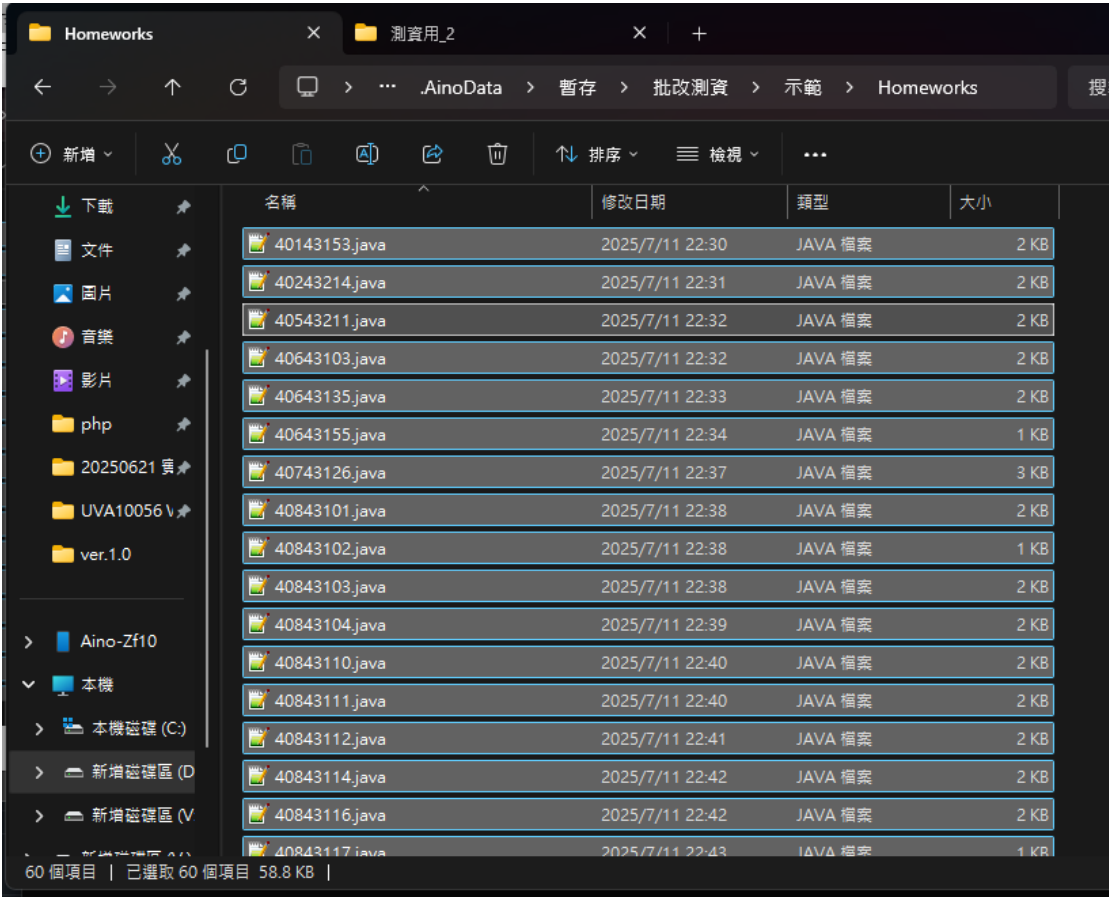 Homeworks
測資用_2
… .AinoData > 暫存 > 批改測資 > 示範 > Homeworks 搜
新增 排序 檢視
下載
文件
圖片
音樂
影片
php
20250621
UVA10056
ver.1.0
Aino-Zf10
本機
本機磁碟 (C:)
新增磁碟區 (D
新增磁碟區 (V
名稱 修改日期 類型 大小
40143153.java 2025/7/11 22:30 JAVA 檔案 2 KB
40243214.java 2025/7/11 22:31 JAVA 檔案 2 KB
40543211.java 2025/7/11 22:32 JAVA 檔案 2 KB
40643103.java 2025/7/11 22:32 JAVA 檔案 2 KB
40643135.java 2025/7/11 22:33 JAVA 檔案 2 KB
40643155.java 2025/7/11 22:34 JAVA 檔案 1 KB
40743126.java 2025/7/11 22:37 JAVA 檔案 3 KB
40843101.java 2025/7/11 22:38 JAVA 檔案 2 KB
40843102.java 2025/7/11 22:38 JAVA 檔案 1 KB
40843103.java 2025/7/11 22:38 JAVA 檔案 2 KB
40843104.java 2025/7/11 22:39 JAVA 檔案 2 KB
40843110.java 2025/7/11 22:40 JAVA 檔案 2 KB
40843111.java 2025/7/11 22:40 JAVA 檔案 2 KB
40843112.java 2025/7/11 22:41 JAVA 檔案 2 KB
40843114.java 2025/7/11 22:42 JAVA 檔案 2 KB
40843116.java 2025/7/11 22:42 JAVA 檔案 2 KB
40843117.java 2025/7/11 22:43 JAVA 檔案 1 KB
60 個項目 | 已選取 60 個項目 58.8 KB |